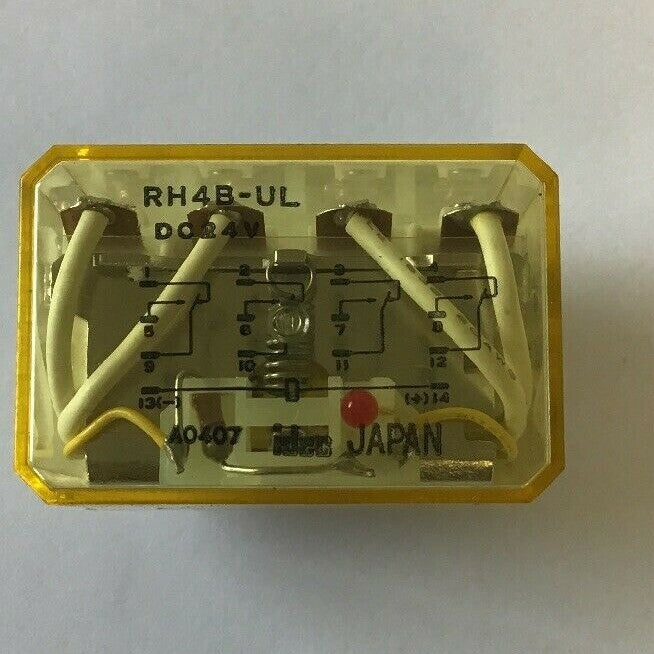 RH4B-UL
DC24V
1 2 3 4
5 6 7 8
9 10 11 12
13(-) (+)14
A0407 idec JAPAN